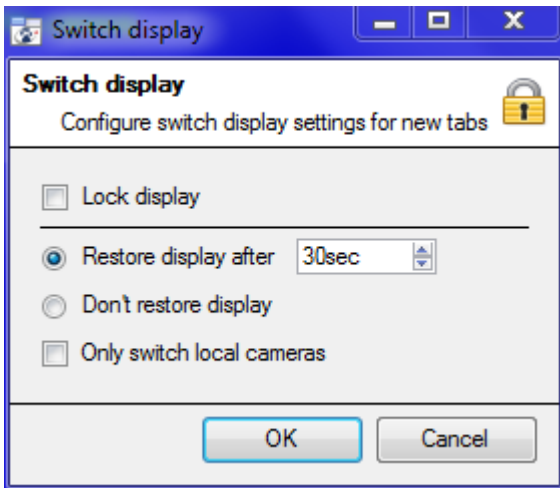 Switch display
Switch display
Configure switch display settings for new tabs
Lock display
Restore display after 30sec
Don't restore display
Only switch local cameras
OK Cancel